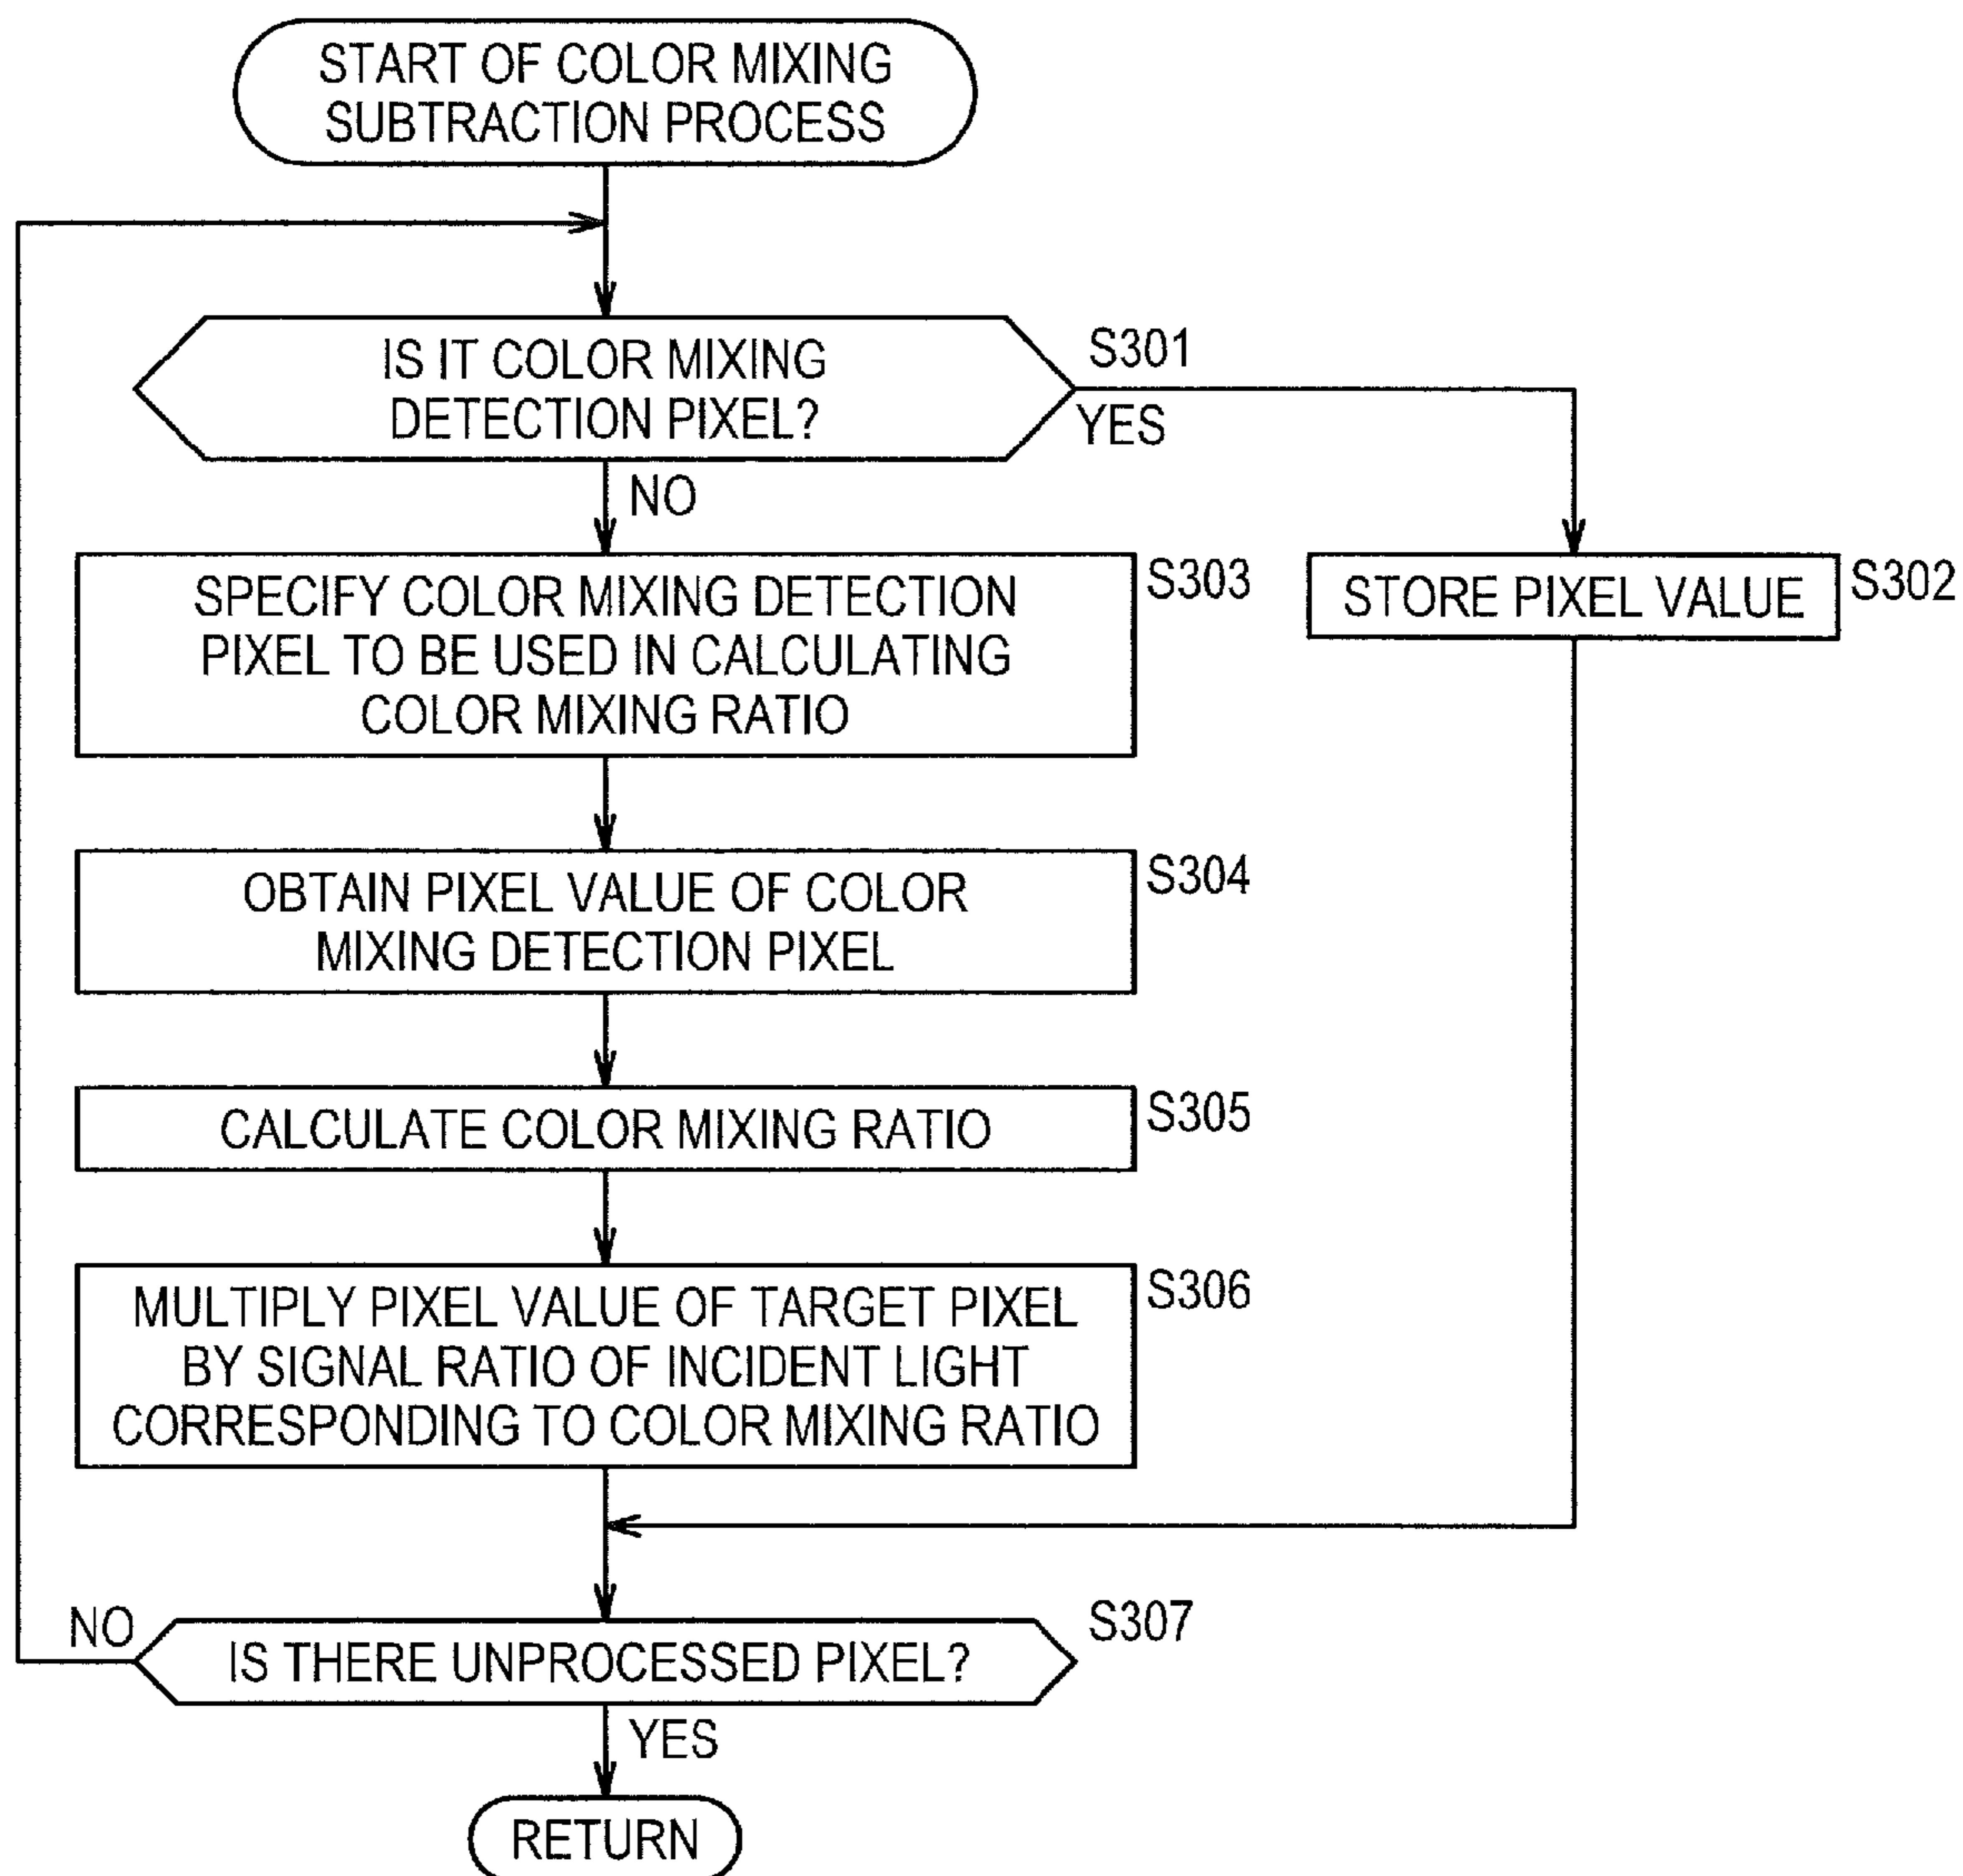 START OF COLOR MIXING
SUBTRACTION PROCESS
IS IT COLOR MIXING
DETECTION PIXEL?
S301
YES
NO
SPECIFY COLOR MIXING DETECTION
PIXEL TO BE USED IN CALCULATING
COLOR MIXING RATIO
S303
STORE PIXEL VALUE
S302
OBTAIN PIXEL VALUE OF COLOR
MIXING DETECTION PIXEL
S304
CALCULATE COLOR MIXING RATIO
S305
MULTIPLY PIXEL VALUE OF TARGET PIXEL
BY SIGNAL RATIO OF INCIDENT LIGHT
CORRESPONDING TO COLOR MIXING RATIO
S306
NO
IS THERE UNPROCESSED PIXEL?
S307
YES
RETURN